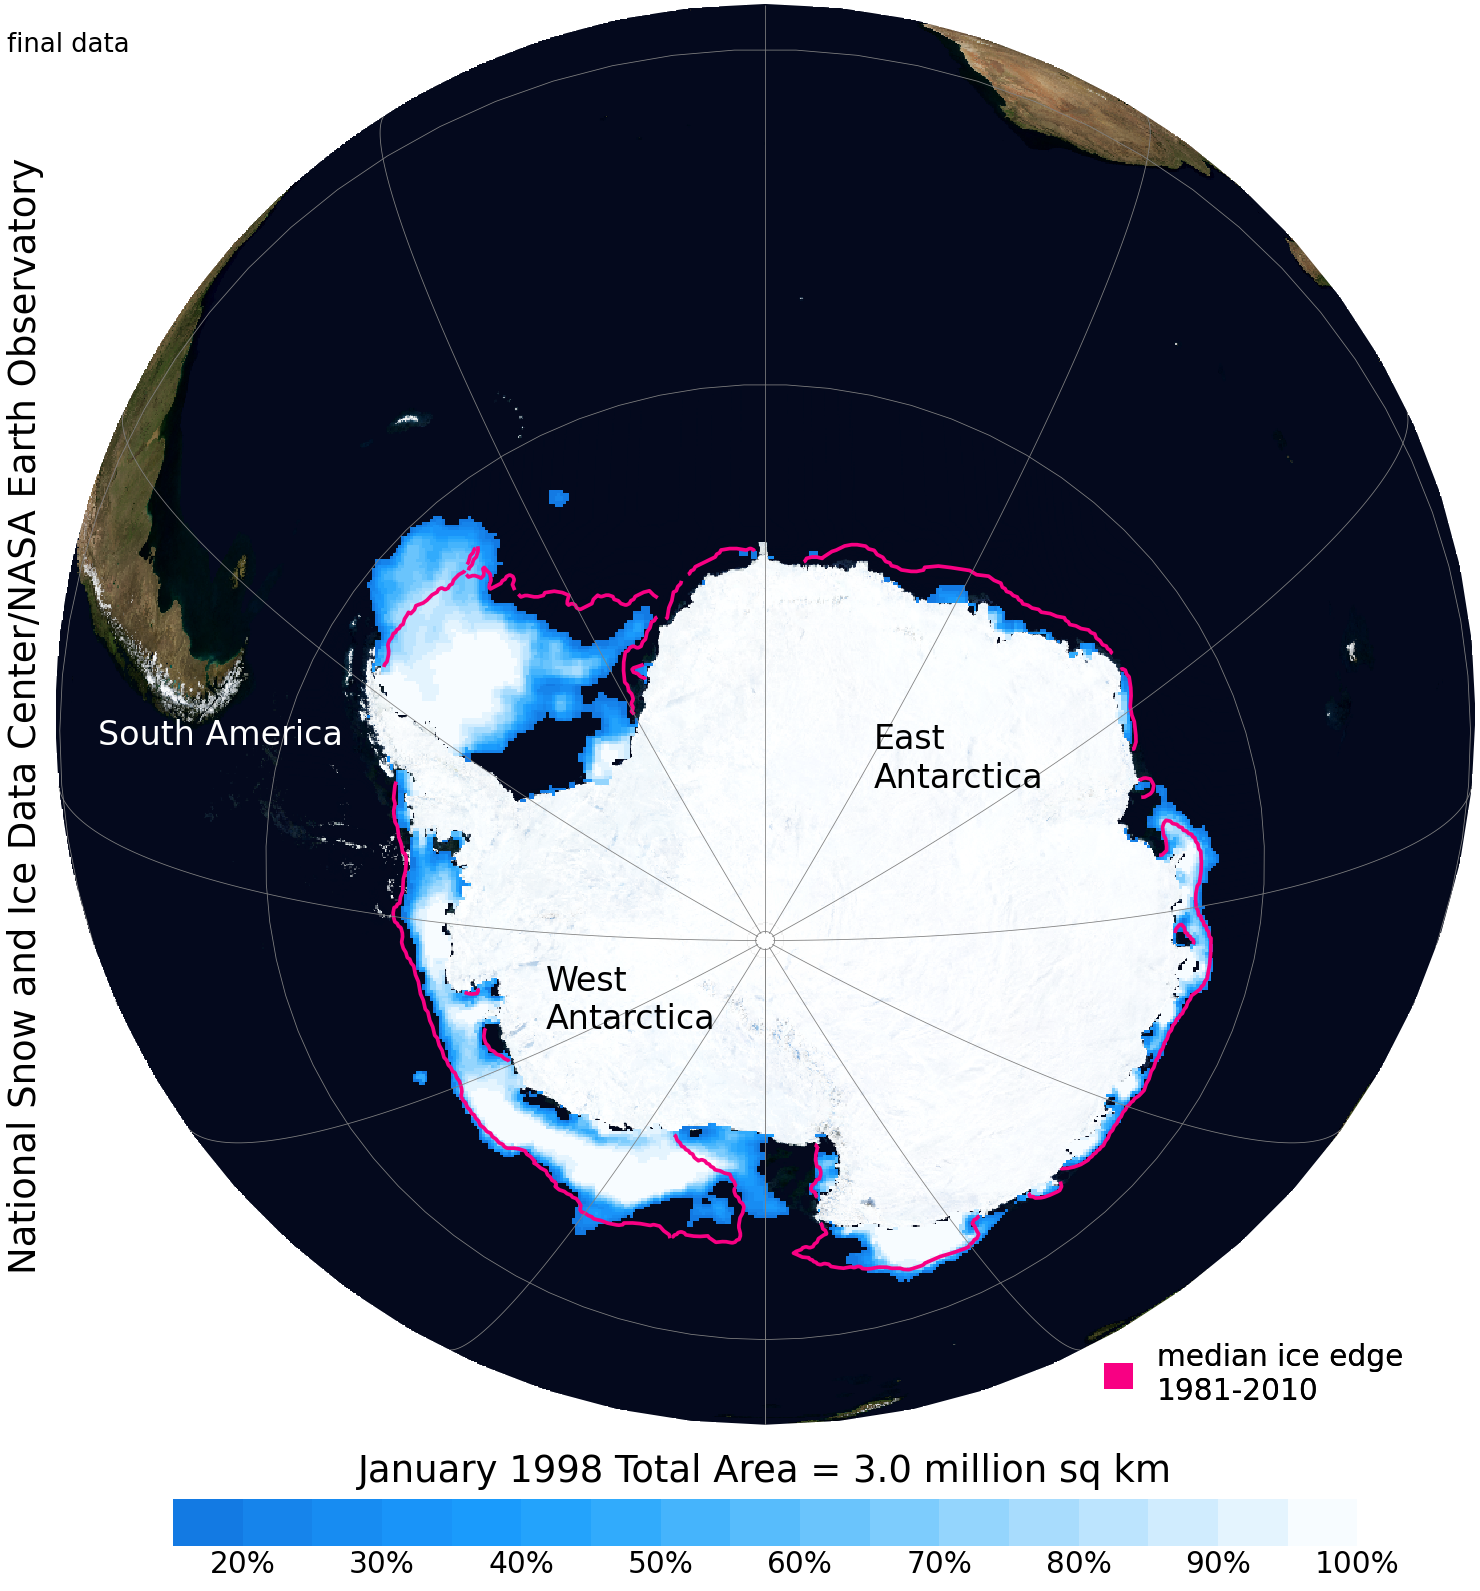 final data
National Snow and Ice Data Center/NASA Earth Observatory
South America
East
Antarctica
West
Antarctica
median ice edge
1981-2010
January 1998 Total Area = 3.0 million sq km
20% 30% 40% 50% 60% 70% 80% 90% 100%